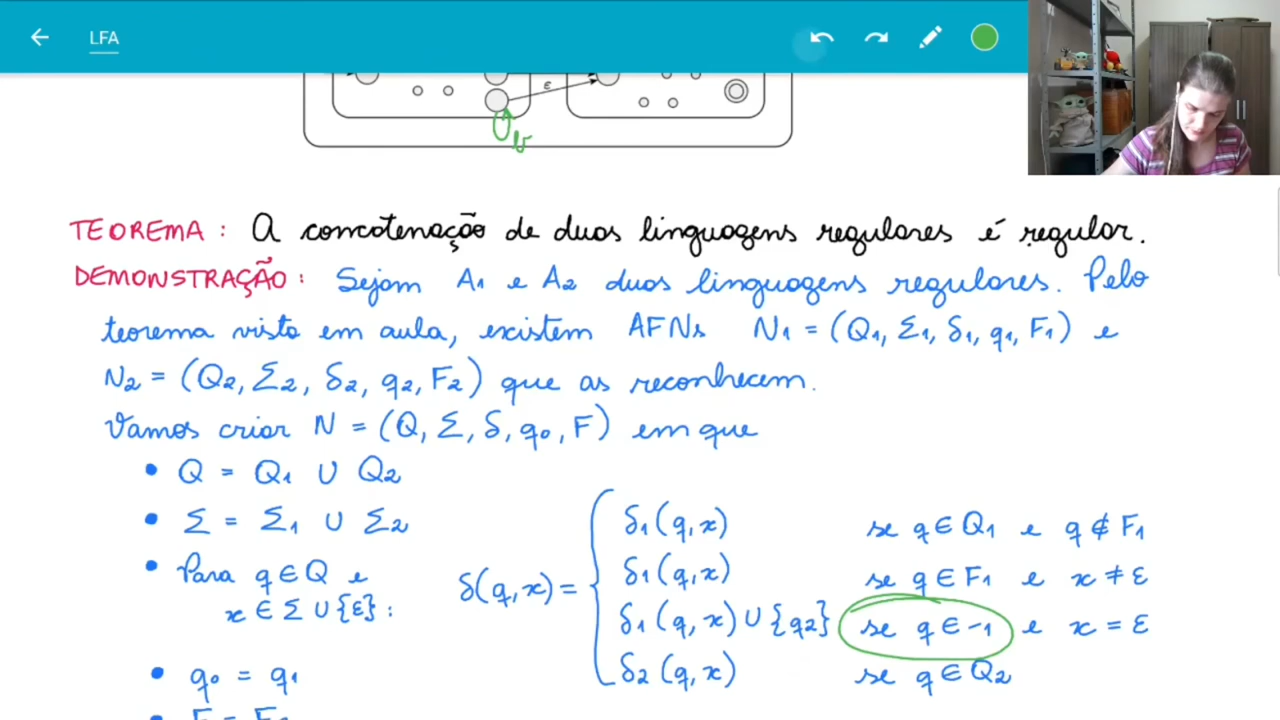 LFA
ε
TEOREMA: A concatenação de duas linguagens regulares é regular.
DEMONSTRAÇÃO: Sejam A1 e A2 duas linguagens regulares. Pelo
teorema visto em aula, existem AFNs N1 = (Q1, Σ1, δ1, q1, F1) e
N2 = (Q2, Σ2, δ2, q2, F2) que as reconhecem.
Vamos criar N = (Q, Σ, δ, q0, F) em que
• Q = Q1 ∪ Q2
• Σ = Σ1 ∪ Σ2
• Para q ∈ Q e
x ∈ Σ ∪ {ε}:
δ(q,x) =
δ1(q,x) se q ∈ Q1 e q ∉ F1
δ1(q,x) se q ∈ F1 e x ≠ ε
δ1(q,x) ∪ {q2} se q ∈ -1 e x = ε
δ2(q,x) se q ∈ Q2
• q0 = q1